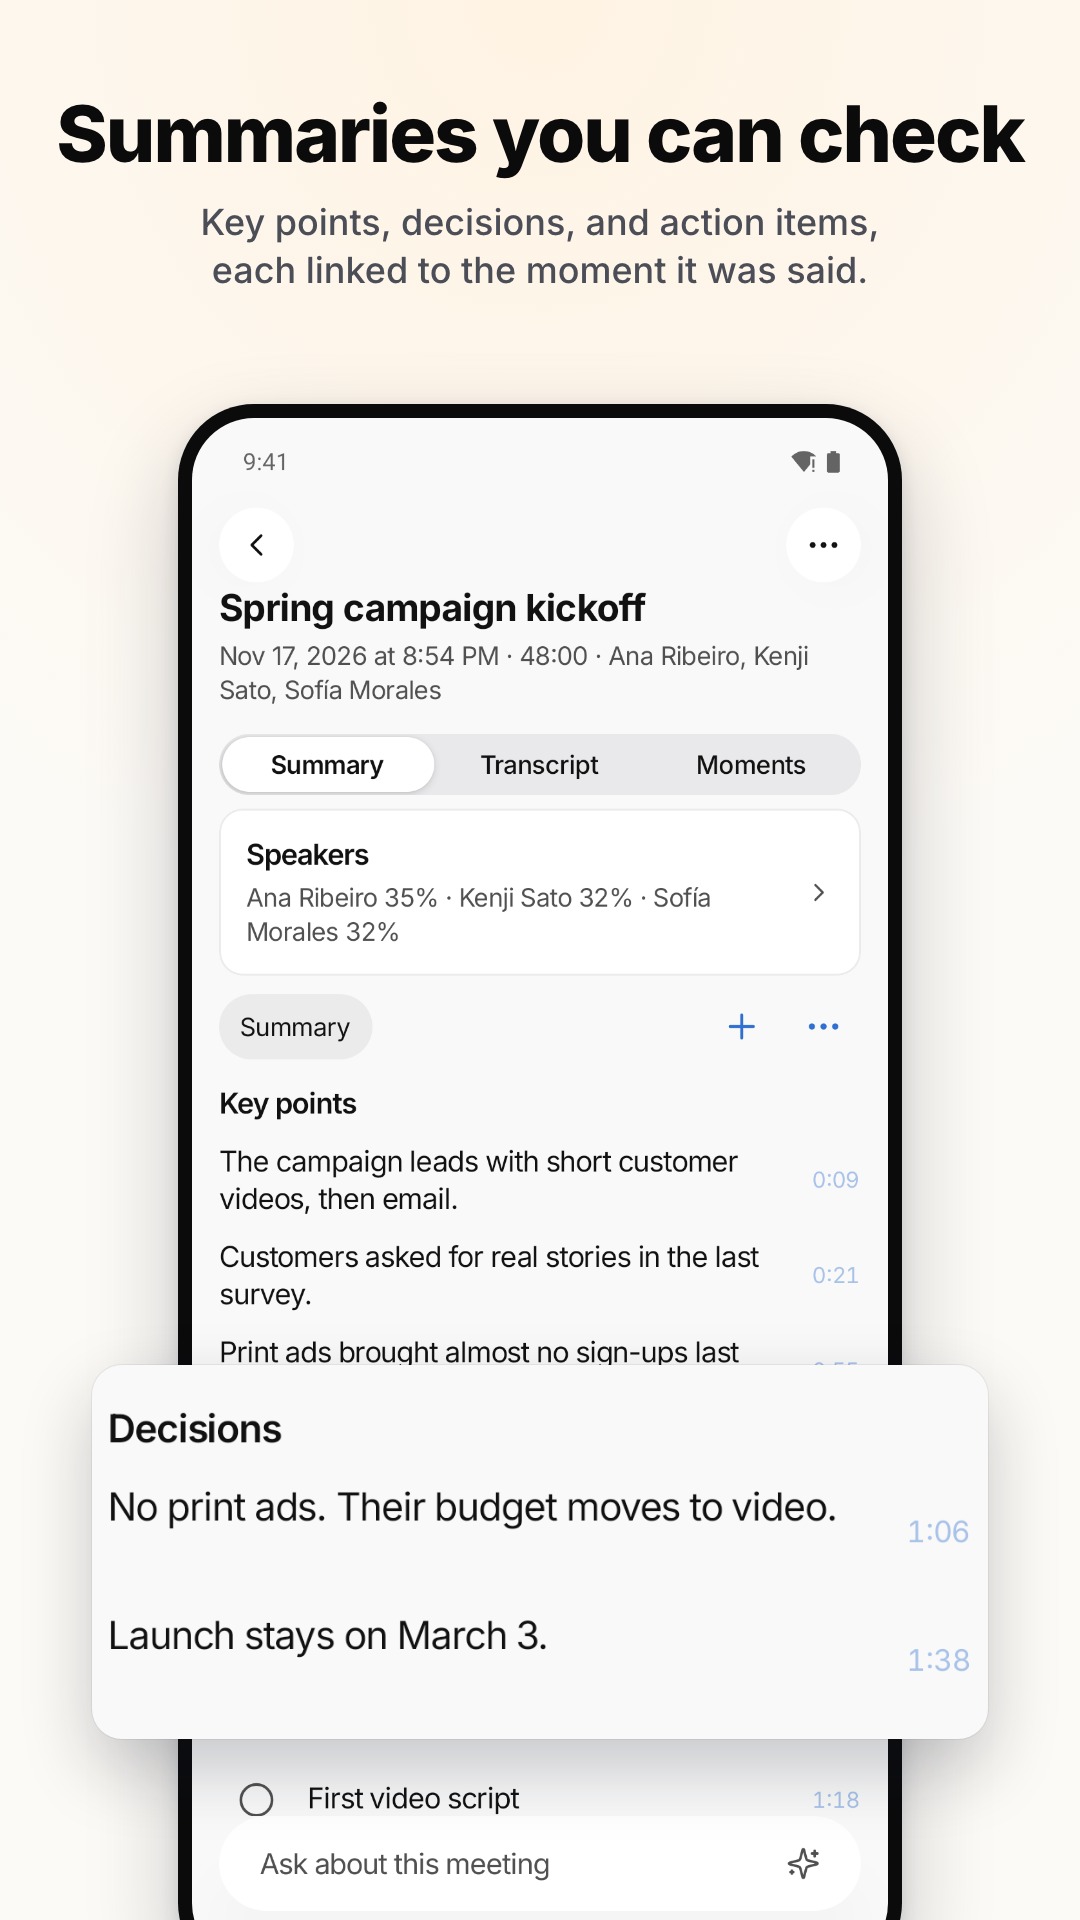 Summaries you can check
Key points, decisions, and action items,
each linked to the moment it was said.
9:41
Spring campaign kickoff
Nov 17, 2026 at 8:54 PM · 48:00 · Ana Ribeiro, Kenji
Sato, Sofía Morales
Summary Transcript Moments
Speakers
Ana Ribeiro 35% · Kenji Sato 32% · Sofía
Morales 32%
Summary
Key points
The campaign leads with short customer
videos, then email.
0:09
Customers asked for real stories in the last
survey.
0:21
Print ads brought almost no sign-ups last
Decisions
No print ads. Their budget moves to video.
1:06
Launch stays on March 3.
1:38
First video script 1:18
Ask about this meeting